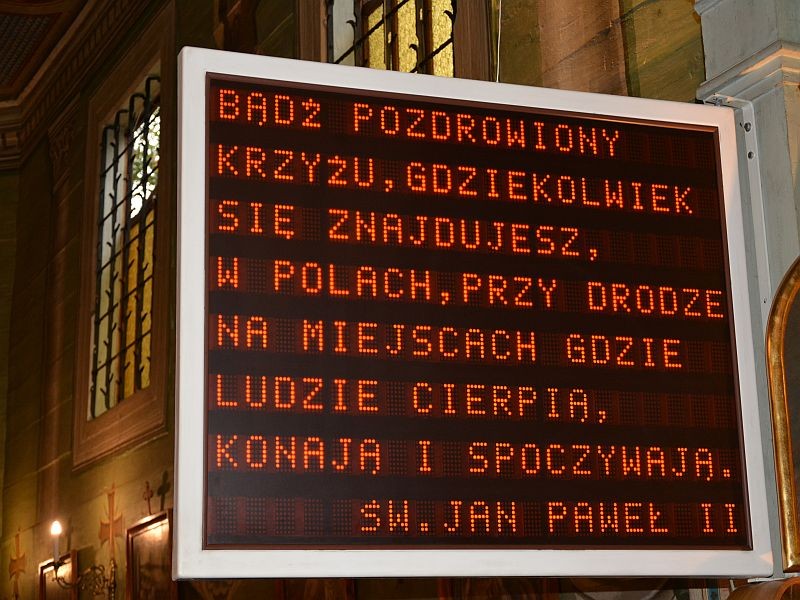 BĄDŻ POZDROWIONY
KRZYŻU,GDZIEKOLWIEK
SIĘ ZNAJDUJESZ,
W POLACH,PRZY DRODZE
NA MIEJSCACH GDZIE
LUDZIE CIERPIĄ,
KONAJĄ I SPOCZYWAJĄ.
ŚW.JAN PAWEŁ II